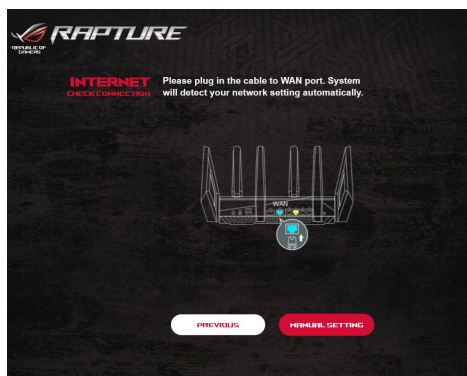 RAPTURE
REPUBLIC OF
GAMERS
INTERNET
CHECK CONNECTION
Please plug in the cable to WAN port. System
will detect your network setting automatically.
WAN
PREVIOUS
MANUAL SETTING